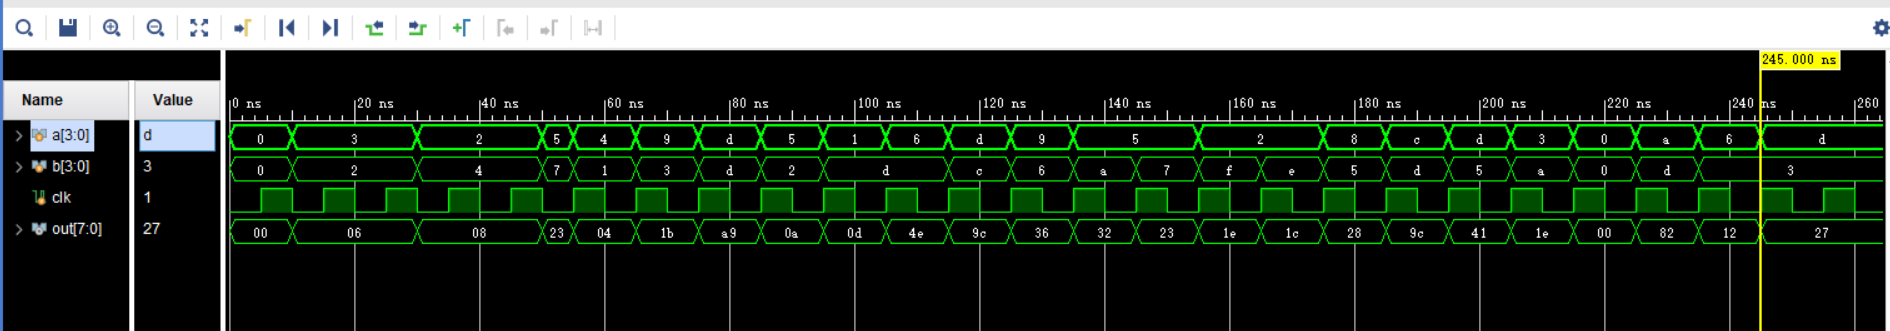 245.000 ns
Name Value
0 ns 20 ns 40 ns 60 ns 80 ns 100 ns 120 ns 140 ns 160 ns 180 ns 200 ns 220 ns 240 ns 260
a[3:0] d 0 3 2 5 4 9 d 5 1 6 d 9 5 2 8 c d 3 0 a 6 d
b[3:0] 3 0 2 4 7 1 3 d 2 d c 6 a 7 f e 5 d 5 a 0 d 3
clk 1
out[7:0] 27 00 06 08 23 04 1b a9 0a 0d 4e 9c 36 32 23 1e 1c 28 9c 41 1e 00 82 12 27